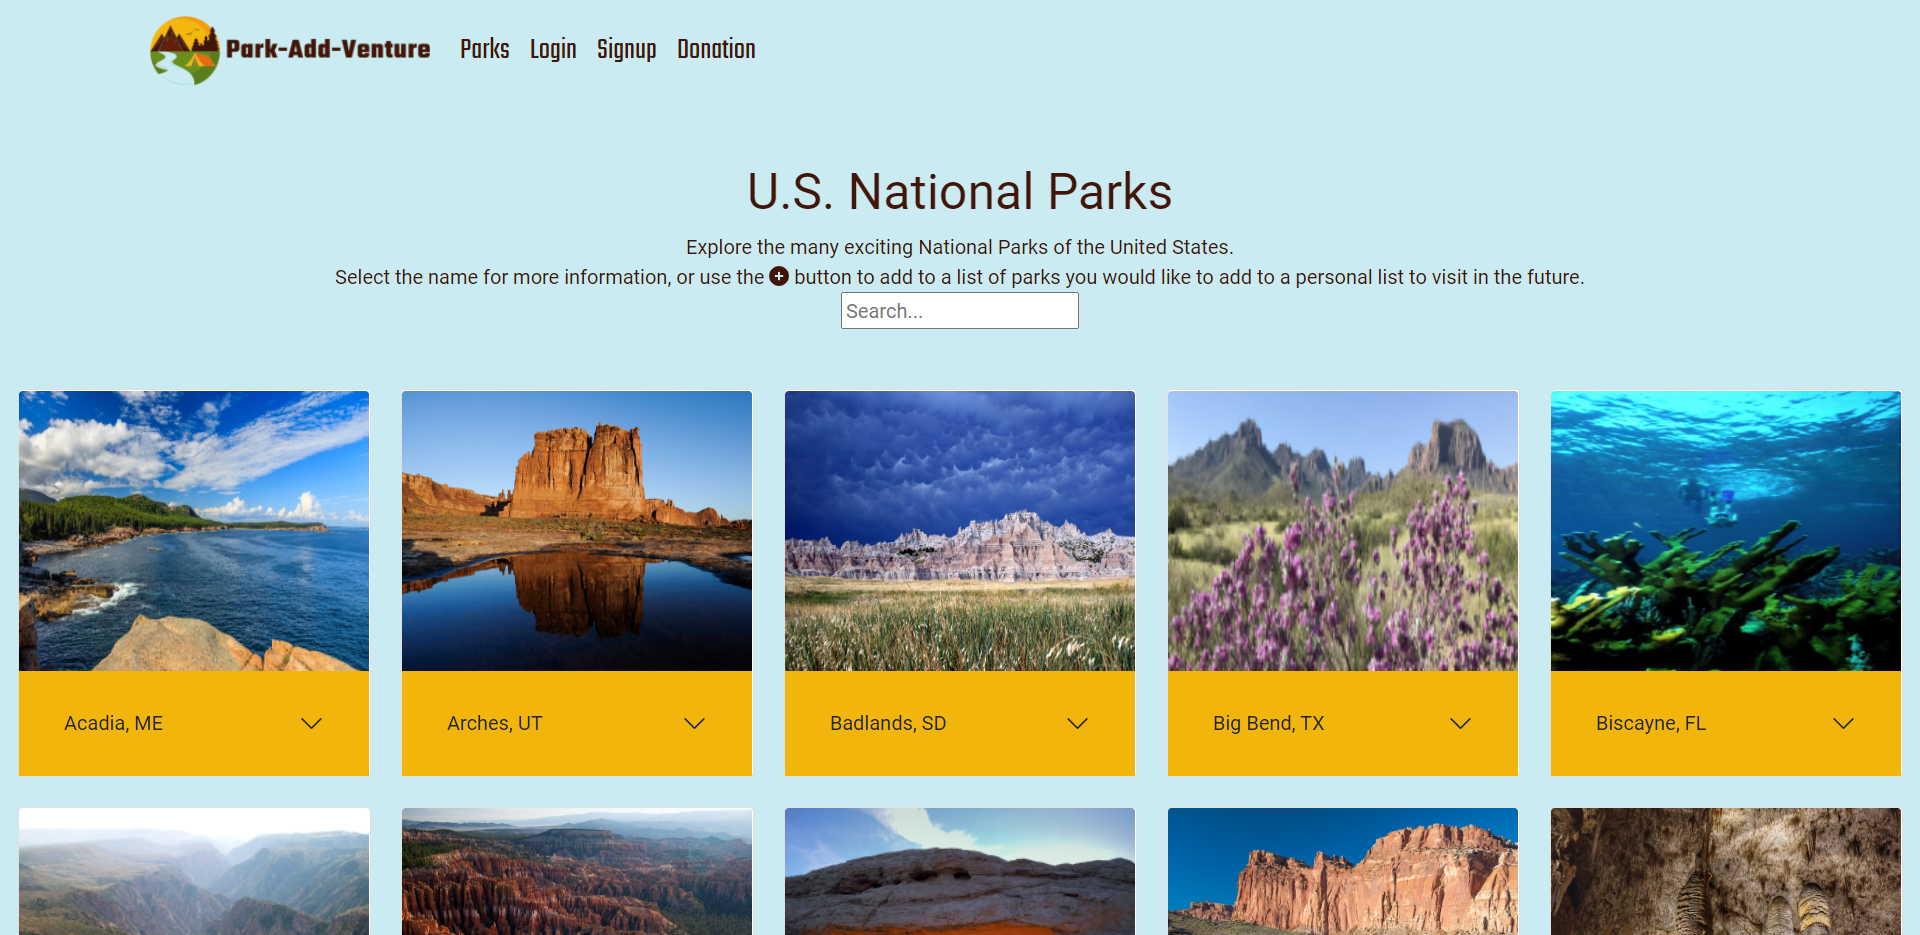 Park-Add-Venture Parks Login Signup Donation
U.S. National Parks
Explore the many exciting National Parks of the United States.
Select the name for more information, or use the + button to add to a list of parks you would like to add to a personal list to visit in the future.
Search...
Acadia, ME
Arches, UT
Badlands, SD
Big Bend, TX
Biscayne, FL